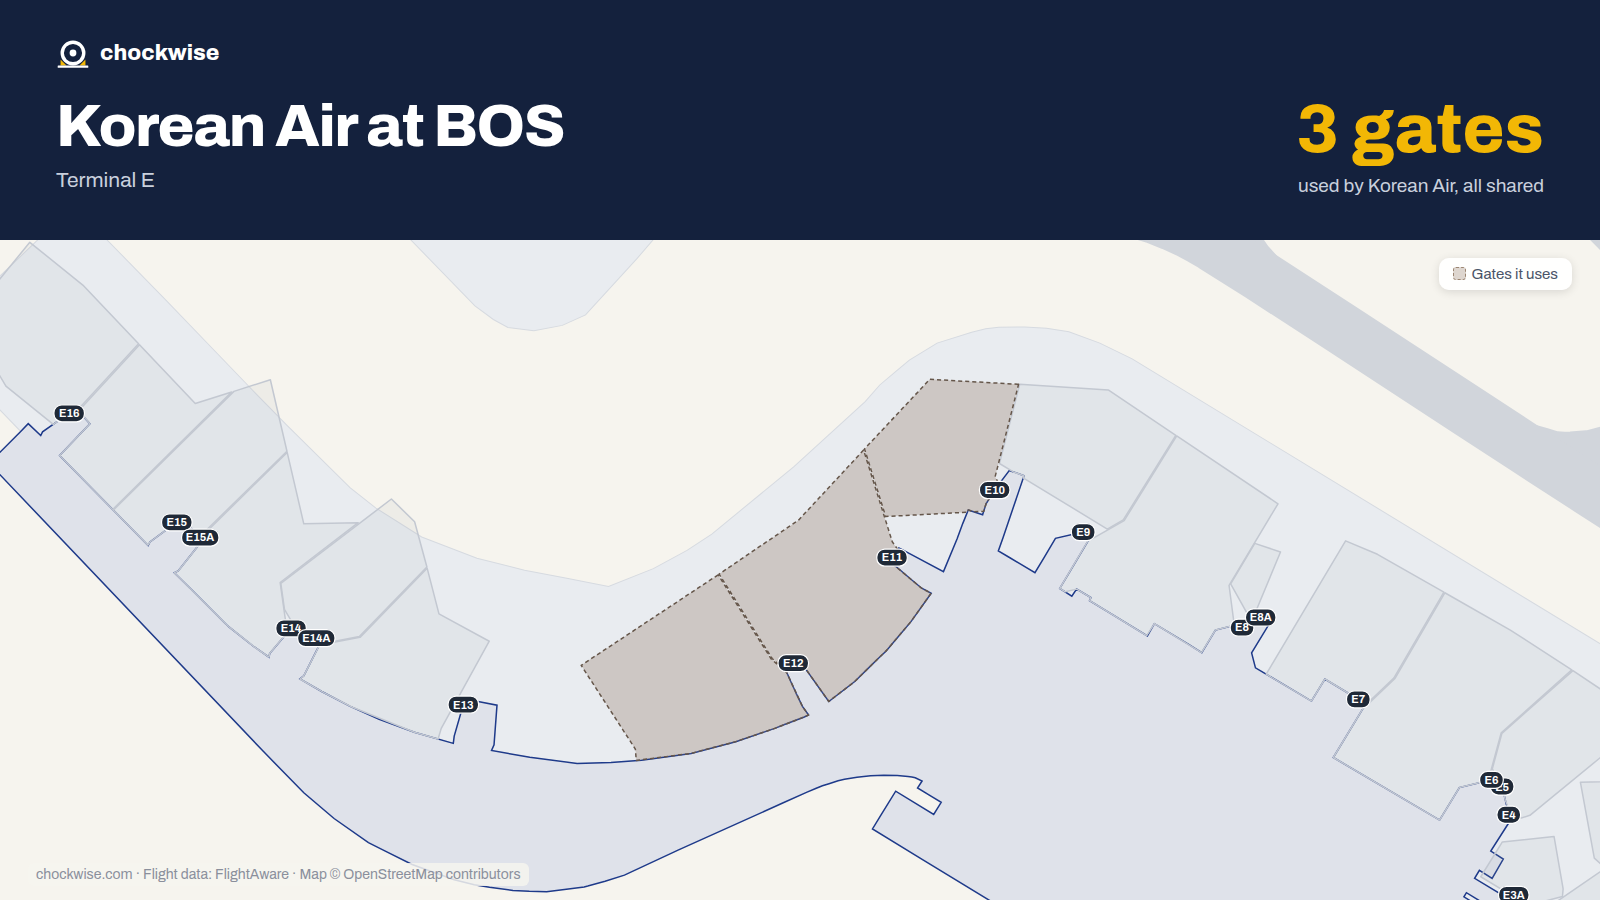 chockwise
Korean Air at BOS
Terminal E
3 gates
used by Korean Air, all shared
Gates it uses
E16
E15
E15A
E14
E14A
E13
E12
E11
E10
E9
E8
E8A
E7
E6
E5
E4
E3A
chockwise.com · Flight data: FlightAware · Map © OpenStreetMap contributors